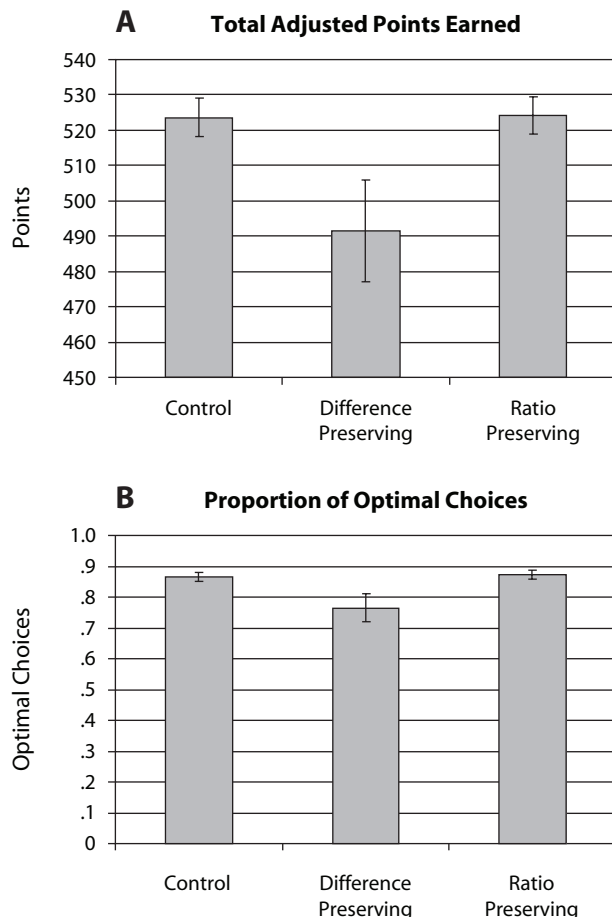 A Total Adjusted Points Earned
540
530
520
510
500
490
480
470
460
450
Points
Control
Difference
Preserving
Ratio
Preserving
B Proportion of Optimal Choices
1.0
.9
.8
.7
.6
.5
.4
.3
.2
.1
0
Optimal Choices
Control
Difference
Preserving
Ratio
Preserving